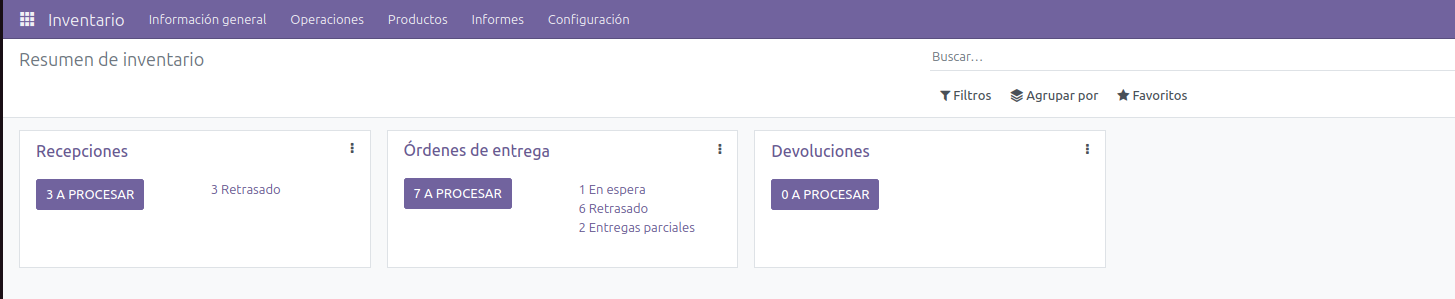 Inventario Información general Operaciones Productos Informes Configuración
Resumen de inventario
Buscar...
Filtros Agrupar por Favoritos
Recepciones
3 A PROCESAR
3 Retrasado
Órdenes de entrega
7 A PROCESAR
1 En espera
6 Retrasado
2 Entregas parciales
Devoluciones
0 A PROCESAR